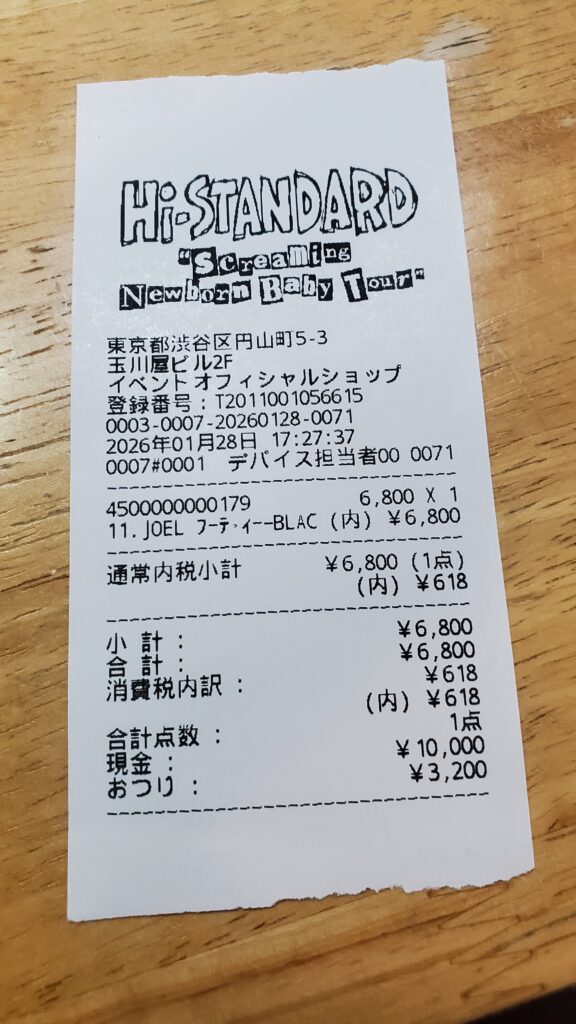 Hi-STANDARD
"Screaming
Newborn Baby Tour"
東京都渋谷区円山町5-3
玉川屋ビル2F
イベントオフィシャルショップ
登録番号:T2011001056615
0003-0007-20260128-0071
2026年01月28日 17:27:37
0007#0001 デバイス担当者00 0071
4500000000179 6,800 X 1
11.JOEL フーディーーBLAC (内) ¥6,800
通常内税小計 ¥6,800 (1点)
(内) ¥618
小 計 : ¥6,800
合 計 : ¥6,800
消費税内訳 : ¥618
(内) ¥618
合計点数 : 1点
現金 : ¥10,000
おつり : ¥3,200